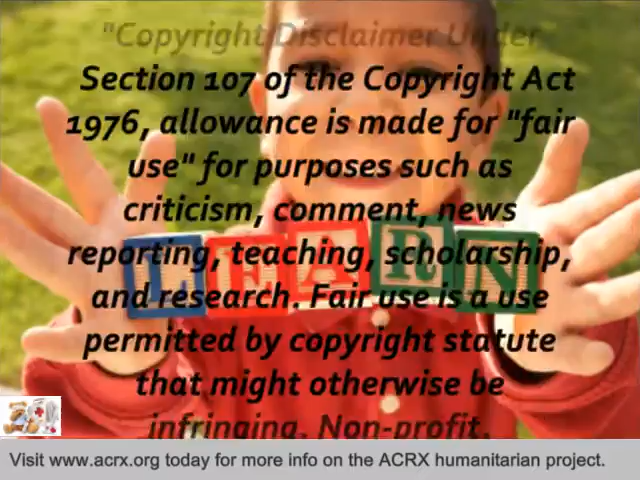 "Copyright Disclaimer Under
Section 107 of the Copyright Act
1976, allowance is made for "fair
use" for purposes such as
criticism, comment, news
reporting, teaching, scholarship,
and research. Fair use is a use
permitted by copyright statute
that might otherwise be
infringing. Non-profit,
LEARN
Visit www.acrx.org today for more info on the ACRX humanitarian project.